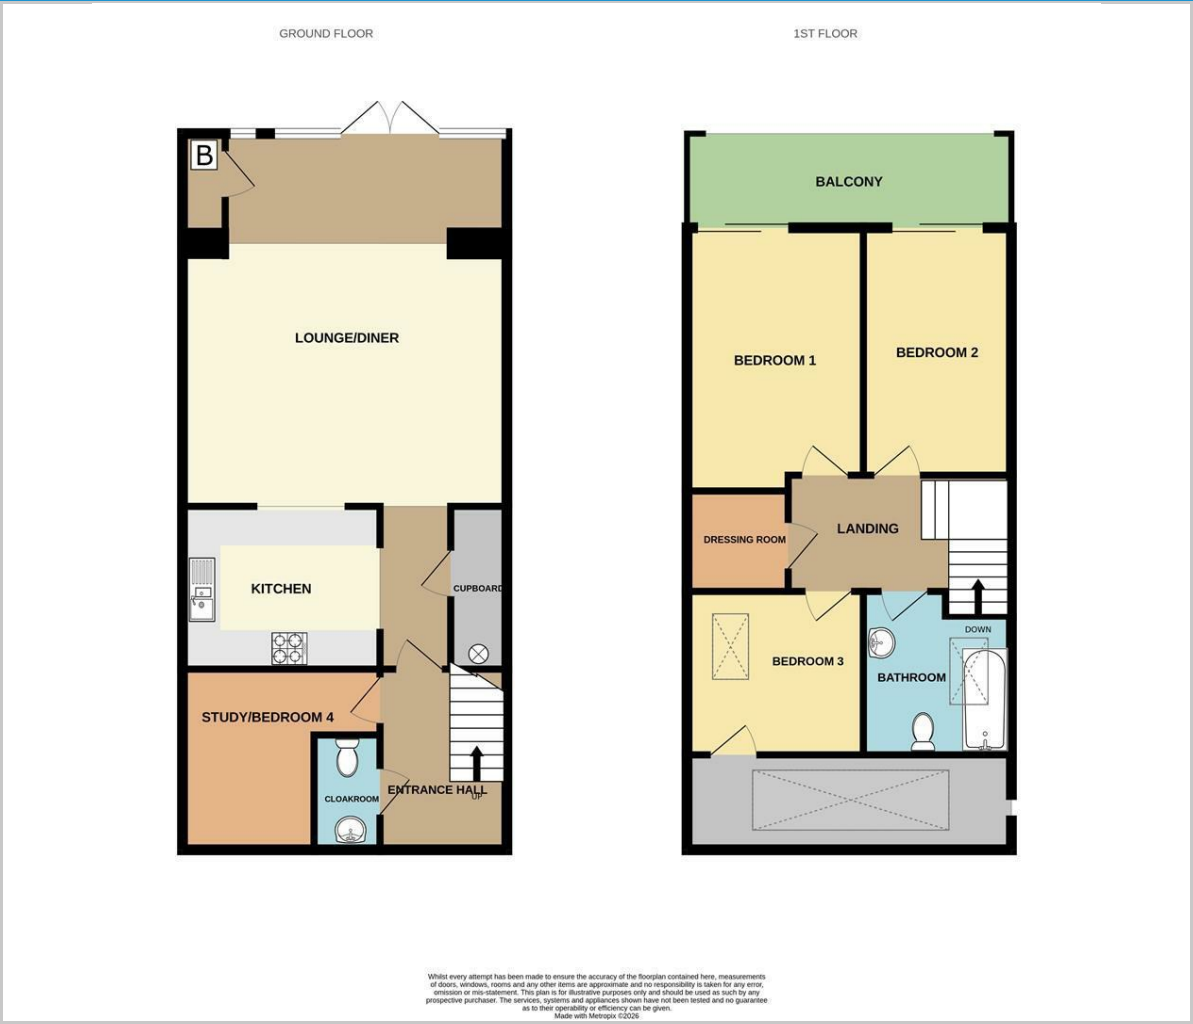 GROUND FLOOR
1ST FLOOR
B
LOUNGE/DINER
KITCHEN
CUPBOARD
STUDY/BEDROOM 4
CLOAKROOM
ENTRANCE HALL
UP
BALCONY
BEDROOM 1
BEDROOM 2
DRESSING ROOM
LANDING
DOWN
BEDROOM 3
BATHROOM
Whilst every attempt has been made to ensure the accuracy of the floorplan contained here, measurements
of doors, windows, rooms and any other items are approximate and no responsibility is taken for any error,
omission or mis-statement. This plan is for illustrative purposes only and should be used as such by any
prospective purchaser. The services, systems and appliances shown have not been tested and no guarantee
as to their operability or efficiency can be given.
Made with Metropix ©2026